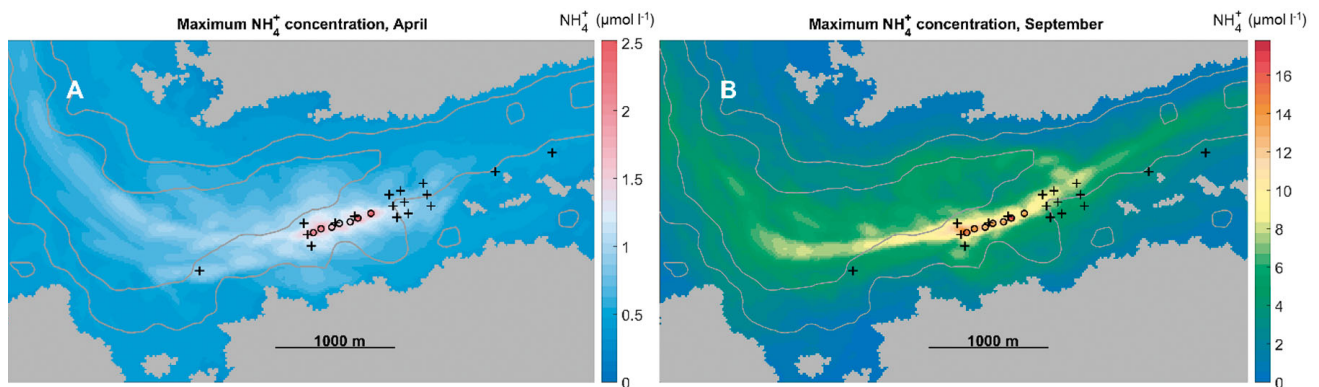 Maximum NH₄⁺ concentration, April
NH₄⁺ (µmol l⁻¹)
A
2.5
2
1.5
1
0.5
0
1000 m
Maximum NH₄⁺ concentration, September
NH₄⁺ (µmol l⁻¹)
B
16
14
12
10
8
6
4
2
0
1000 m